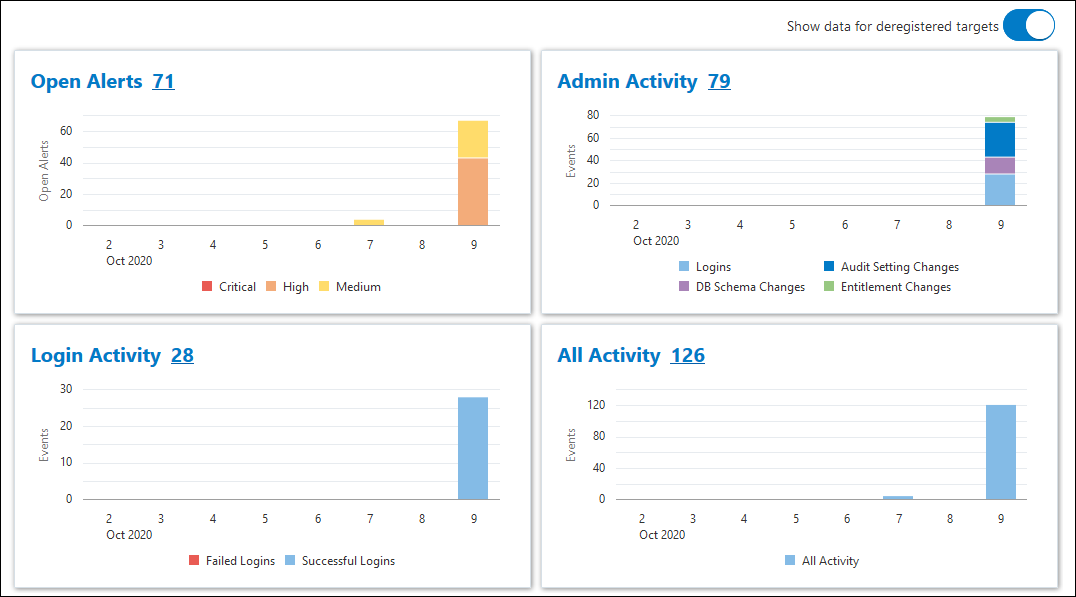 Show data for deregistered targets
Open Alerts 71
60
40
20
0
Open Alerts
2 3 4 5 6 7 8 9
Oct 2020
Critical High Medium
Admin Activity 79
80
60
40
20
0
Events
2 3 4 5 6 7 8 9
Oct 2020
Logins Audit Setting Changes
DB Schema Changes Entitlement Changes
Login Activity 28
30
20
10
0
Events
2 3 4 5 6 7 8 9
Oct 2020
Failed Logins Successful Logins
All Activity 126
120
80
40
0
Events
2 3 4 5 6 7 8 9
Oct 2020
All Activity